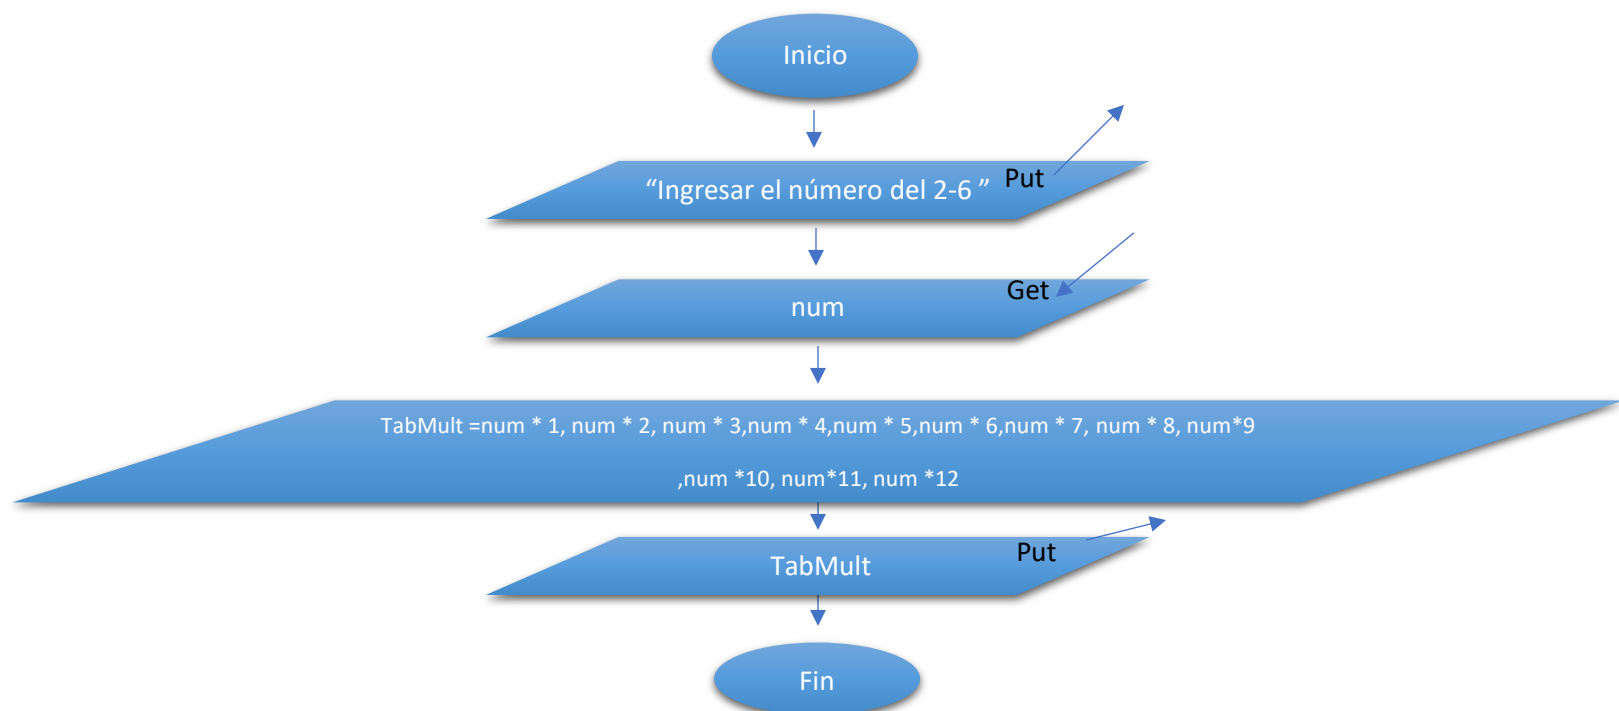 Inicio
“Ingresar el número del 2-6 ”
Put
num
Get
TabMult =num * 1, num * 2, num * 3,num * 4,num * 5,num * 6,num * 7, num * 8, num*9
,num *10, num*11, num *12
TabMult
Put
Fin